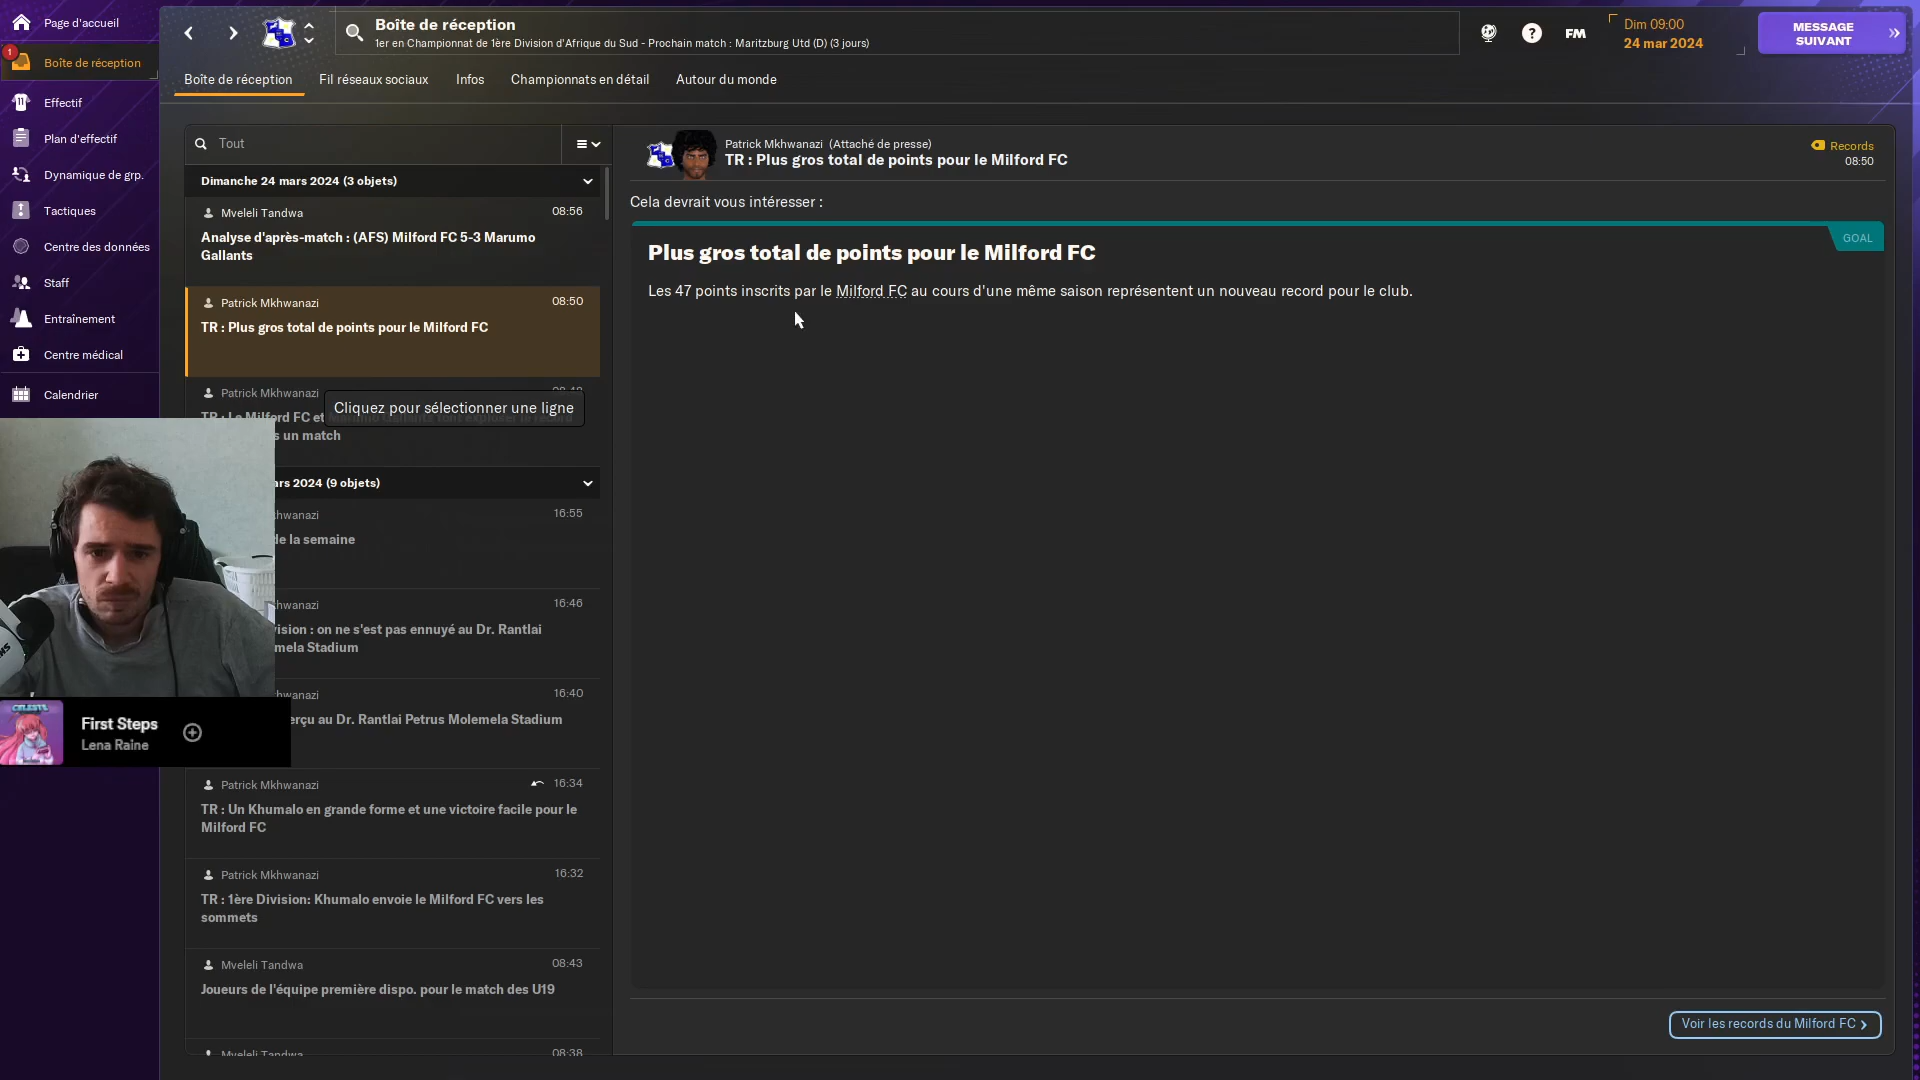 Page d'accueil
1
Boîte de réception
Effectif
Plan d'effectif
Dynamique de grp.
Tactiques
Centre des données
Staff
Entraînement
Centre médical
Calendrier
Boîte de réception
1er en Championnat de 1ère Division d'Afrique du Sud - Prochain match : Maritzburg Utd (D) (3 jours)
FM
Dim 09:00
24 mar 2024
MESSAGE
SUIVANT
Boîte de réception
Fil réseaux sociaux
Infos
Championnats en détail
Autour du monde
Tout
Dimanche 24 mars 2024 (3 objets)
Mveleli Tandwa
08:56
Analyse d'après-match : (AFS) Milford FC 5-3 Marumo
Gallants
Patrick Mkhwanazi
08:50
TR : Plus gros total de points pour le Milford FC
Patrick Mkhwanazi
TR : Le Milford FC et
s un match
Cliquez pour sélectionner une ligne
rs 2024 (9 objets)
hwanazi
16:55
de la semaine
hwanazi
16:46
vision : on ne s'est pas ennuyé au Dr. Rantlai
mela Stadium
hwanazi
16:40
erçu au Dr. Rantlai Petrus Molemela Stadium
Patrick Mkhwanazi
16:34
TR : Un Khumalo en grande forme et une victoire facile pour le
Milford FC
Patrick Mkhwanazi
16:32
TR : 1ère Division: Khumalo envoie le Milford FC vers les
sommets
Mveleli Tandwa
08:43
Joueurs de l'équipe première dispo. pour le match des U19
Mveleli Tandwa
08:38
Patrick Mkhwanazi (Attaché de presse)
TR : Plus gros total de points pour le Milford FC
Records
08:50
Cela devrait vous intéresser :
GOAL
Plus gros total de points pour le Milford FC
Les 47 points inscrits par le Milford FC au cours d'une même saison représentent un nouveau record pour le club.
Voir les records du Milford FC
CELESTE
First Steps
Lena Raine